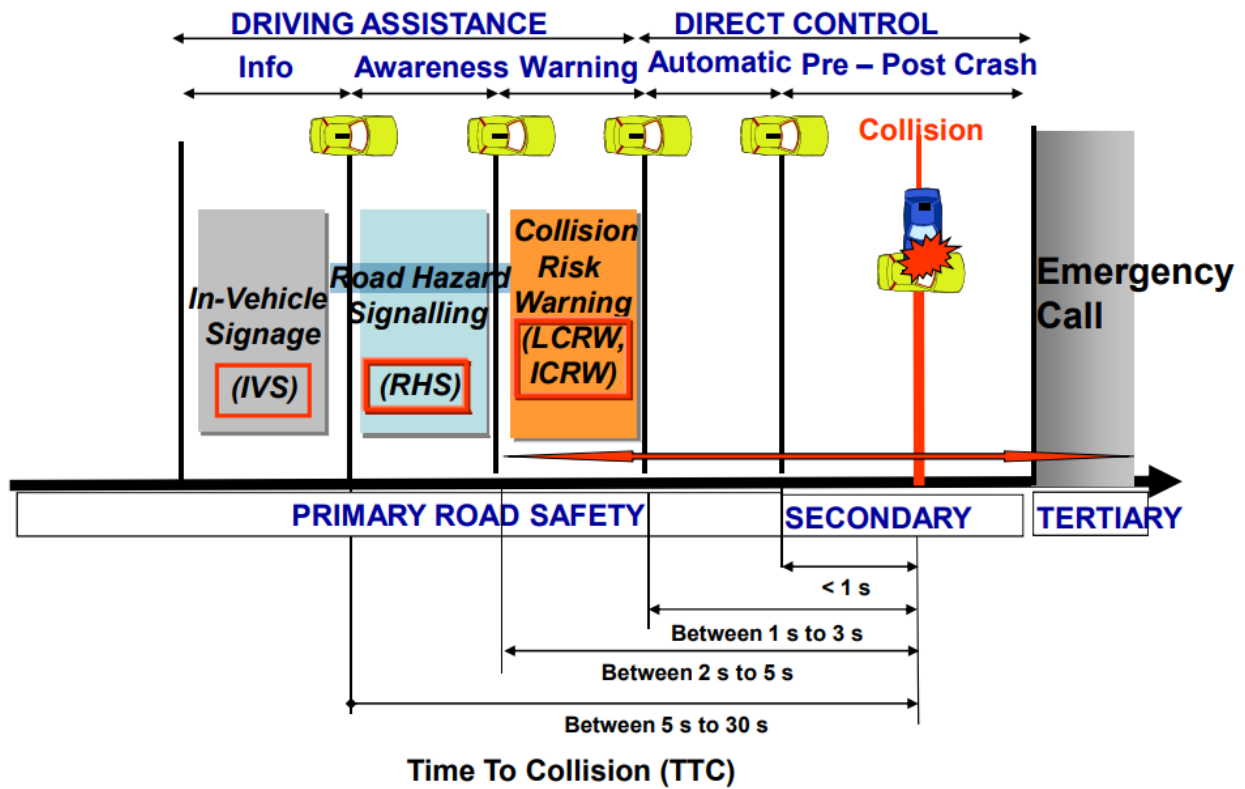 DRIVING ASSISTANCE
DIRECT CONTROL
Info
Awareness
Warning
Automatic
Pre – Post Crash
Collision
In-Vehicle
Signage
(IVS)
Road Hazard
Signalling
(RHS)
Collision
Risk
Warning
(LCRW,
ICRW)
Emergency
Call
PRIMARY ROAD SAFETY
SECONDARY
TERTIARY
< 1 s
Between 1 s to 3 s
Between 2 s to 5 s
Between 5 s to 30 s
Time To Collision (TTC)